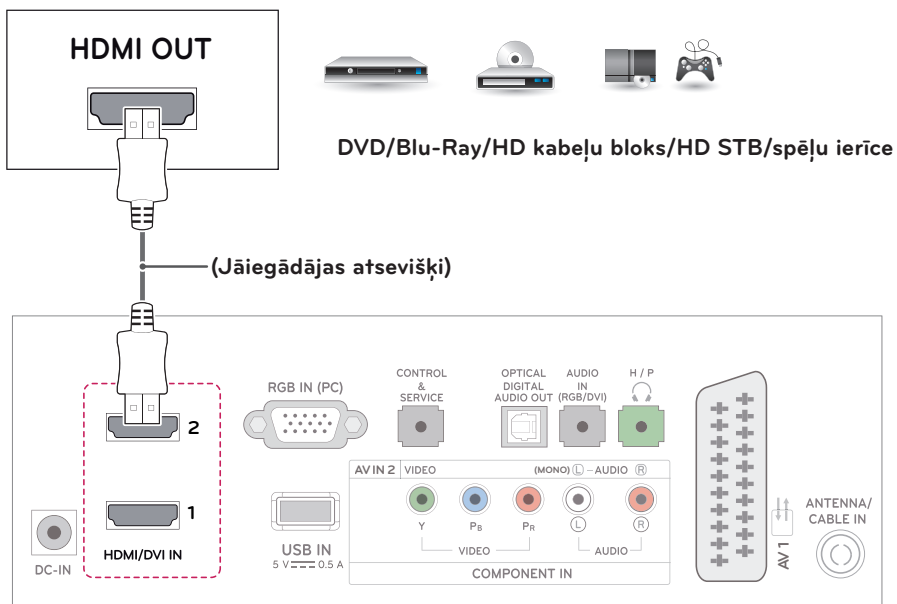 HDMI OUT
DVD/Blu-Ray/HD kabeļu bloks/HD STB/spēļu ierīce
(Jāiegādājas atsevišķi)
2
1
HDMI/DVI IN
DC-IN
RGB IN (PC)
CONTROL
&
SERVICE
OPTICAL
DIGITAL
AUDIO OUT
AUDIO
IN
(RGB/DVI)
H / P
USB IN
5 V 0.5 A
AV IN 2 VIDEO (MONO) L - AUDIO R
Y PB PR L R
VIDEO AUDIO
COMPONENT IN
AV 1
ANTENNA/
CABLE IN